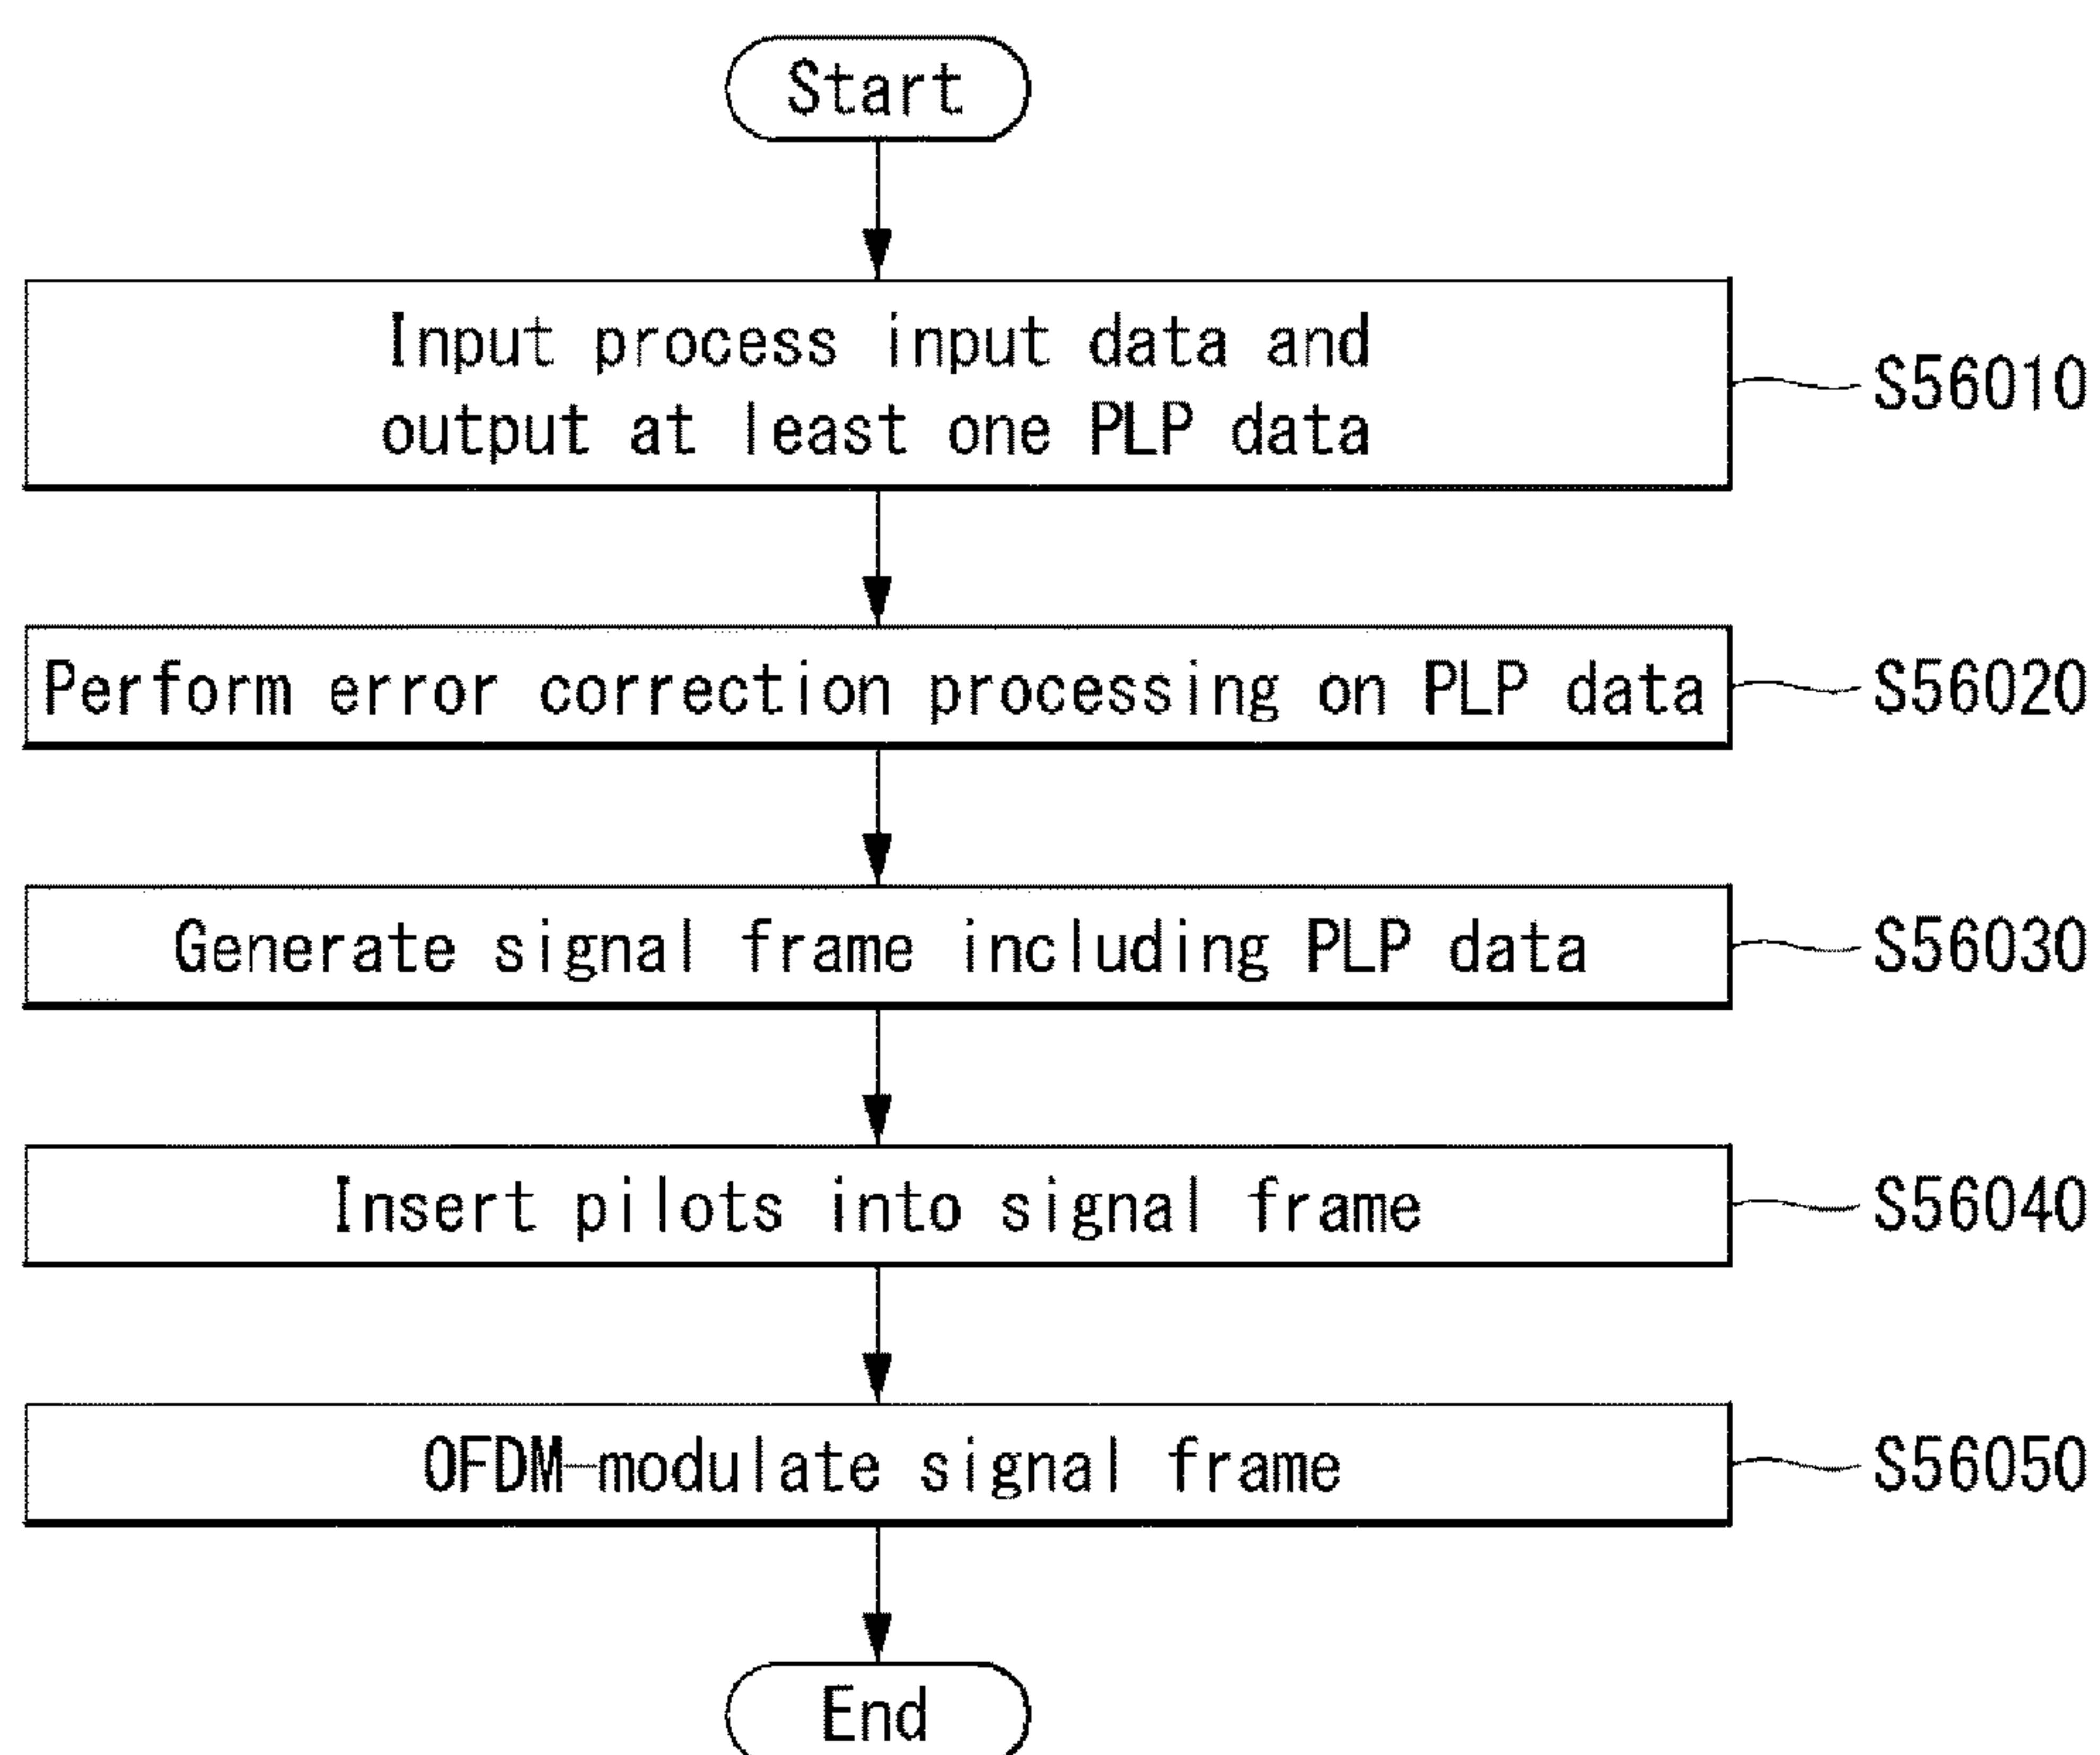 Start
Input process input data and
output at least one PLP data
S56010
Perform error correction processing on PLP data
S56020
Generate signal frame including PLP data
S56030
Insert pilots into signal frame
S56040
OFDM-modulate signal frame
S56050
End